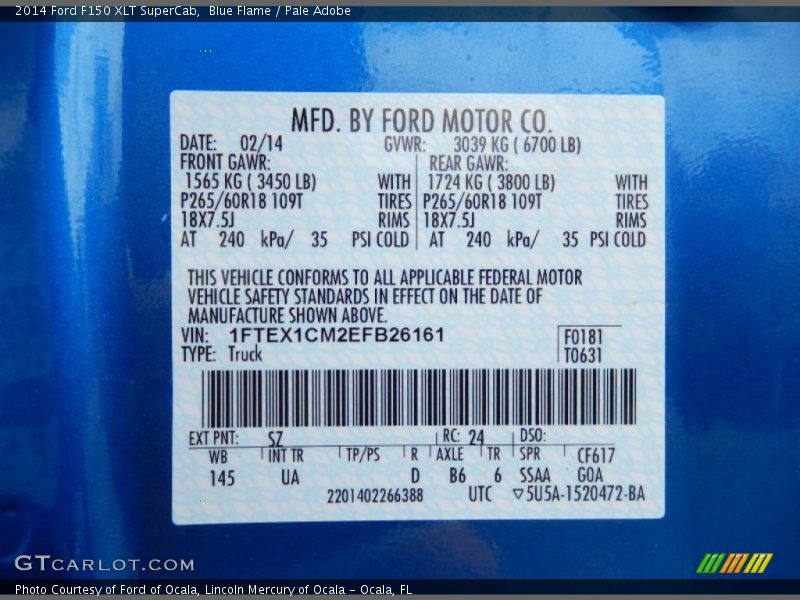 2014 Ford F150 XLT SuperCab, Blue Flame / Pale Adobe
MFD. BY FORD MOTOR CO.
DATE: 02/14 GVWR: 3039 KG ( 6700 LB)
FRONT GAWR: REAR GAWR:
1565 KG ( 3450 LB) WITH 1724 KG ( 3800 LB) WITH
P265/60R18 109T TIRES P265/60R18 109T TIRES
18X7.5J RIMS 18X7.5J RIMS
AT 240 kPa/ 35 PSI COLD AT 240 kPa/ 35 PSI COLD
THIS VEHICLE CONFORMS TO ALL APPLICABLE FEDERAL MOTOR
VEHICLE SAFETY STANDARDS IN EFFECT ON THE DATE OF
MANUFACTURE SHOWN ABOVE.
VIN: 1FTEX1CM2EFB26161 F0181
TYPE: Truck T0631
EXT PNT: SZ RC: 24 DSO:
WB INT TR TP/PS R AXLE TR SPR CF617
145 UA D B6 6 SSAA GOA
2201402266388 UTC ▽5U5A-1520472-BA
GTCARLOT.COM
Photo Courtesy of Ford of Ocala, Lincoln Mercury of Ocala - Ocala, FL